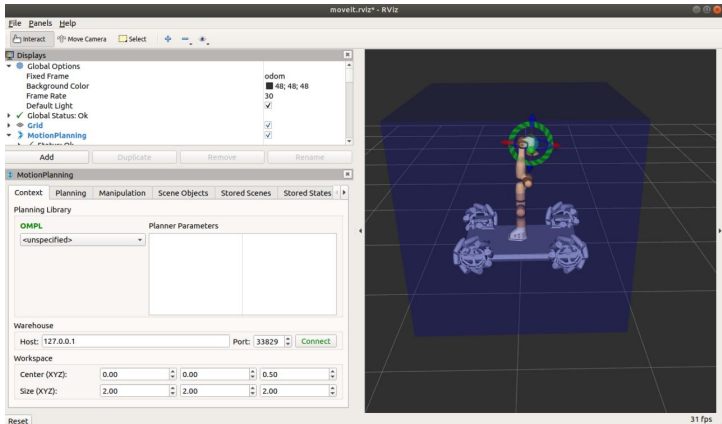 moveit.rviz* - RViz
File Panels Help
Interact Move Camera Select
Displays
Global Options
Fixed Frame odom
Background Color 48; 48; 48
Frame Rate 30
Default Light
Global Status: Ok
Grid
MotionPlanning
Status: Ok
Add Duplicate Remove Rename
MotionPlanning
Context Planning Manipulation Scene Objects Stored Scenes Stored States
Planning Library
OMPL Planner Parameters
<unspecified>
Warehouse
Host: 127.0.0.1 Port: 33829 Connect
Workspace
Center (XYZ): 0.00 0.00 0.50
Size (XYZ): 2.00 2.00 2.00
Reset 31 fps